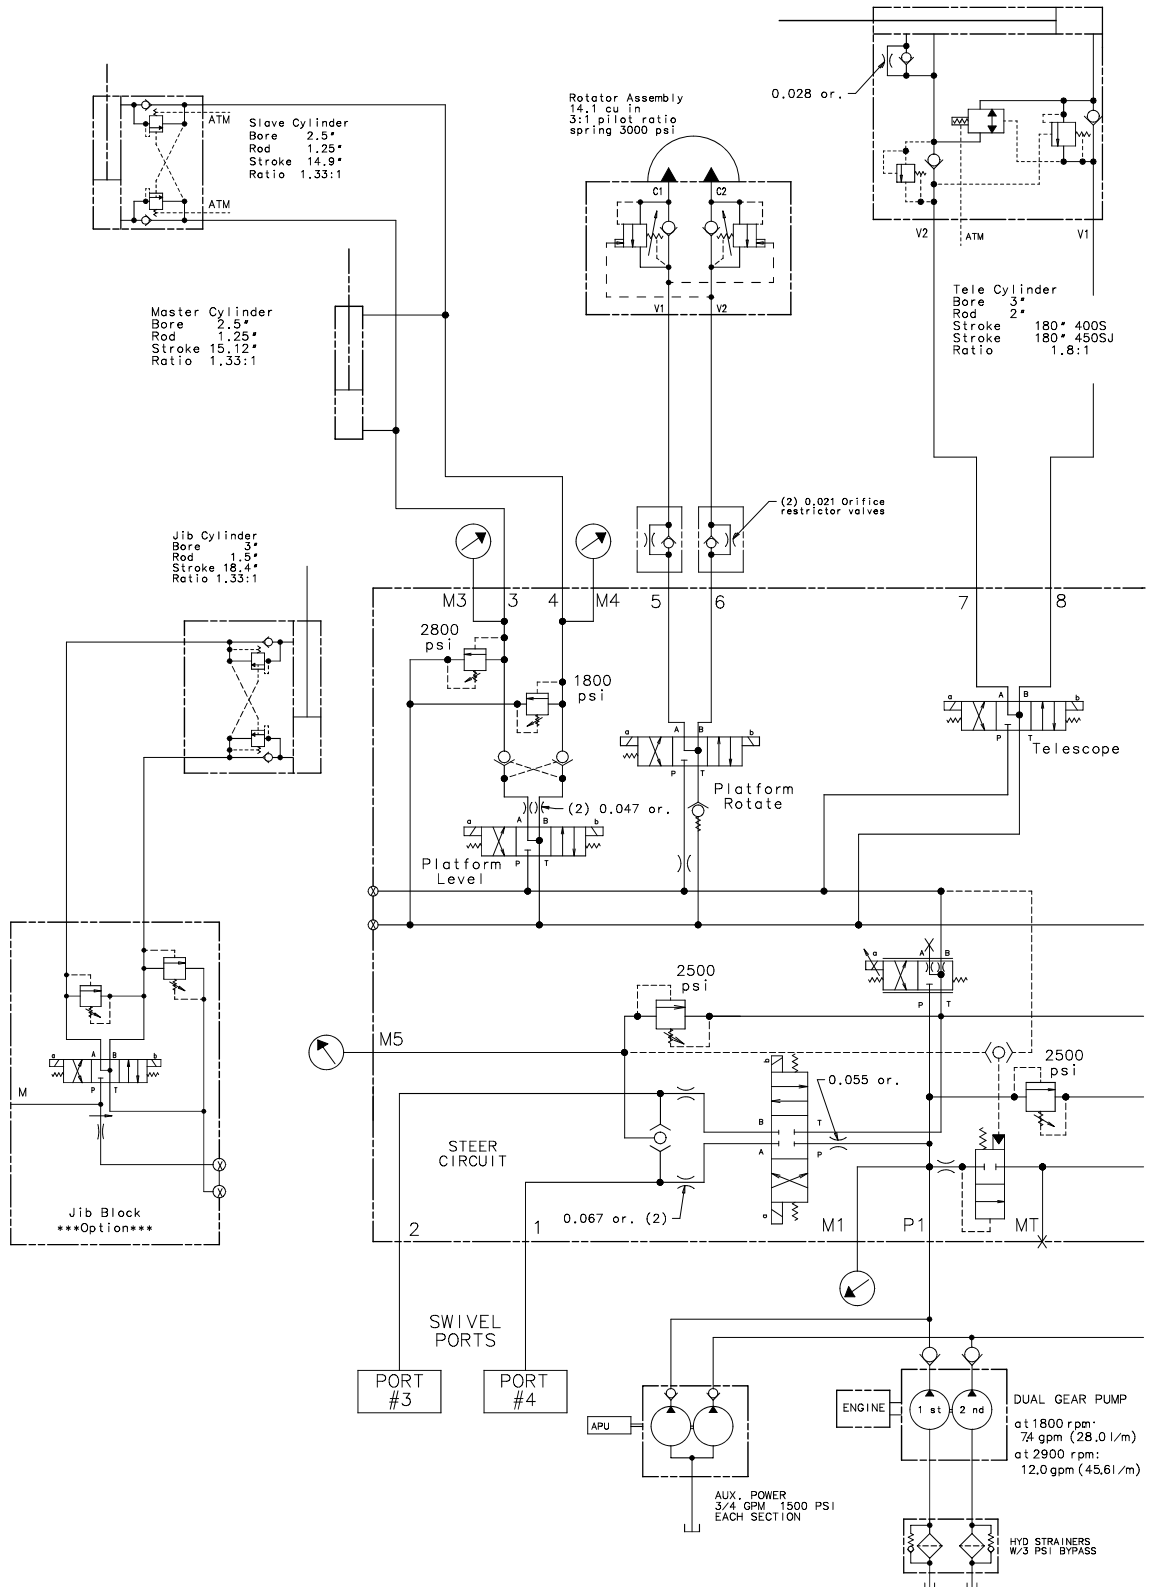 0.028 or.
Rotator Assembly
14.1 cu in
3:1 pilot ratio
spring 3000 psi
ATM
Slave Cylinder
Bore 2.5"
Rod 1.25"
Stroke 14.9"
Ratio 1.33:1
ATM
C1 C2
V1 V2
V2 ATM V1
Tele Cylinder
Bore 3"
Rod 2"
Stroke 180" 400S
Stroke 180" 450SJ
Ratio 1.8:1
Master Cylinder
Bore 2.5"
Rod 1.25"
Stroke 15.12"
Ratio 1.33:1
(2) 0.021 Orifice
restrictor valves
Jib Cylinder
Bore 3"
Rod 1.5"
Stroke 18.4"
Ratio 1.33:1
M3 3 4 M4 5 6 7 8
2800
psi
1800
psi
a A B b
P T
Telescope
a A B b
P T
Platform
Rotate
(2) 0.047 or.
a A B b
P T
Platform
Level
a A B
P T
2500
psi
M5
2500
psi
a
0.055 or.
B T
A P
a
STEER
CIRCUIT
0.067 or. (2)
a A B b
P T
M
Jib Block
***Option***
2 1 M1 P1 MT
SWIVEL
PORTS
PORT
#3
PORT
#4
APU
AUX. POWER
3/4 GPM 1500 PSI
EACH SECTION
ENGINE
1 st 2 nd
DUAL GEAR PUMP
at 1800 rpm:
7.4 gpm (28.0 l/m)
at 2900 rpm:
12.0 gpm (45.6 l/m)
HYD STRAINERS
W/3 PSI BYPASS